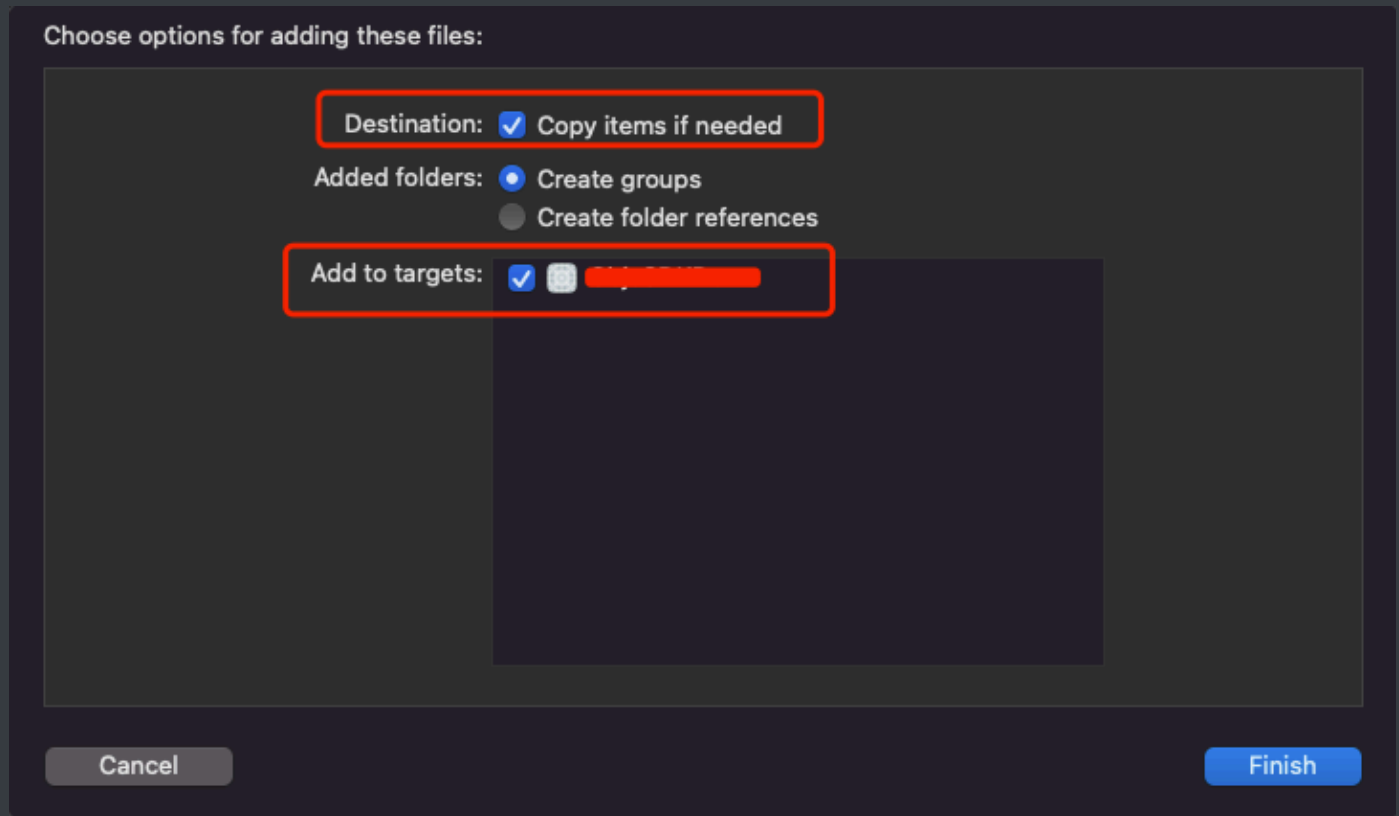 Choose options for adding these files:
Destination: Copy items if needed
Added folders: Create groups
Create folder references
Add to targets:
Cancel
Finish